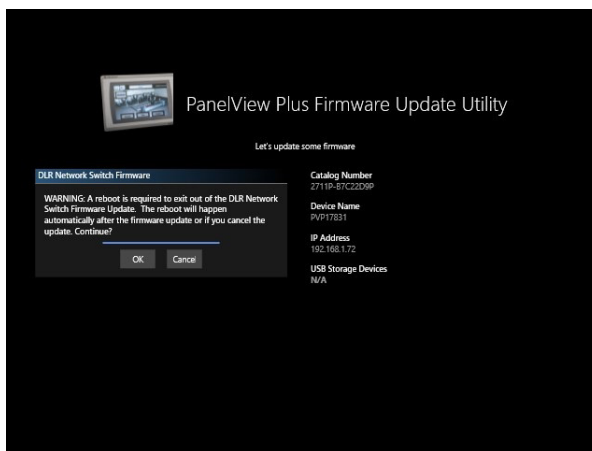 PanelView Plus Firmware Update Utility
Let's update some firmware
DLR Network Switch Firmware
WARNING: A reboot is required to exit out of the DLR Network
Switch Firmware Update. The reboot will happen
automatically after the firmware update or if you cancel the
update. Continue?
OK
Cancel
Catalog Number
2711P-B7C22D9P
Device Name
PVP17831
IP Address
192.168.1.72
USB Storage Devices
N/A